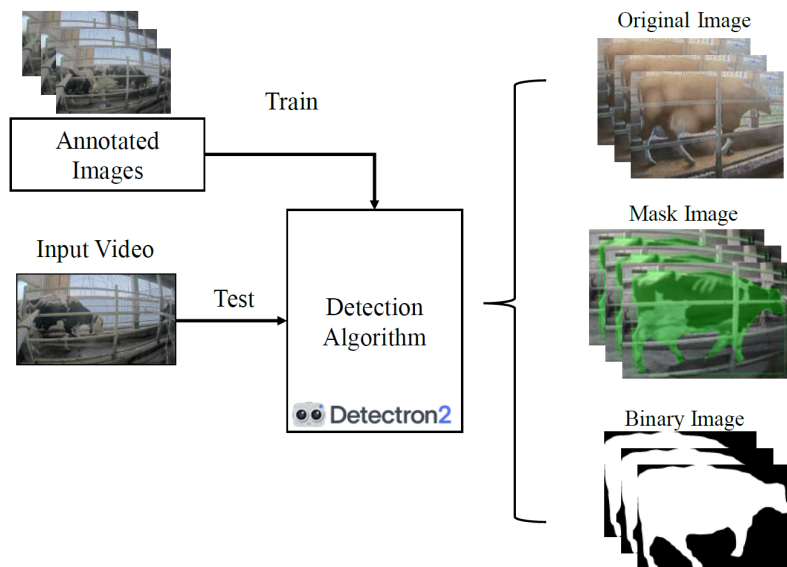 Original Image
Train
Annotated
Images
Mask Image
Input Video
Test
Detection
Algorithm
Detectron2
Binary Image